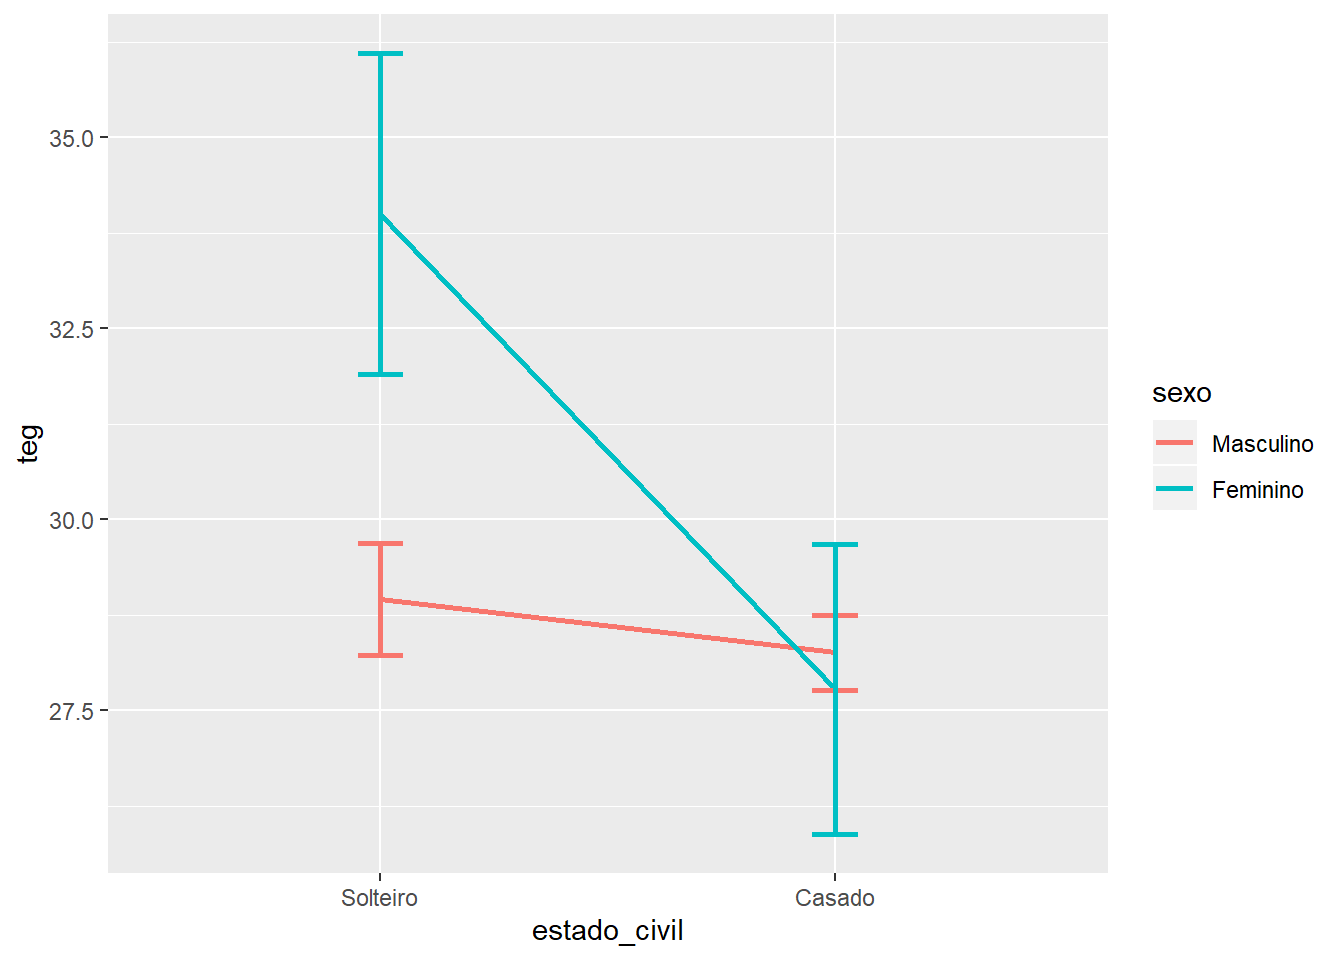 35.0
32.5
30.0
27.5
teg
Solteiro
Casado
estado_civil
sexo
Masculino
Feminino